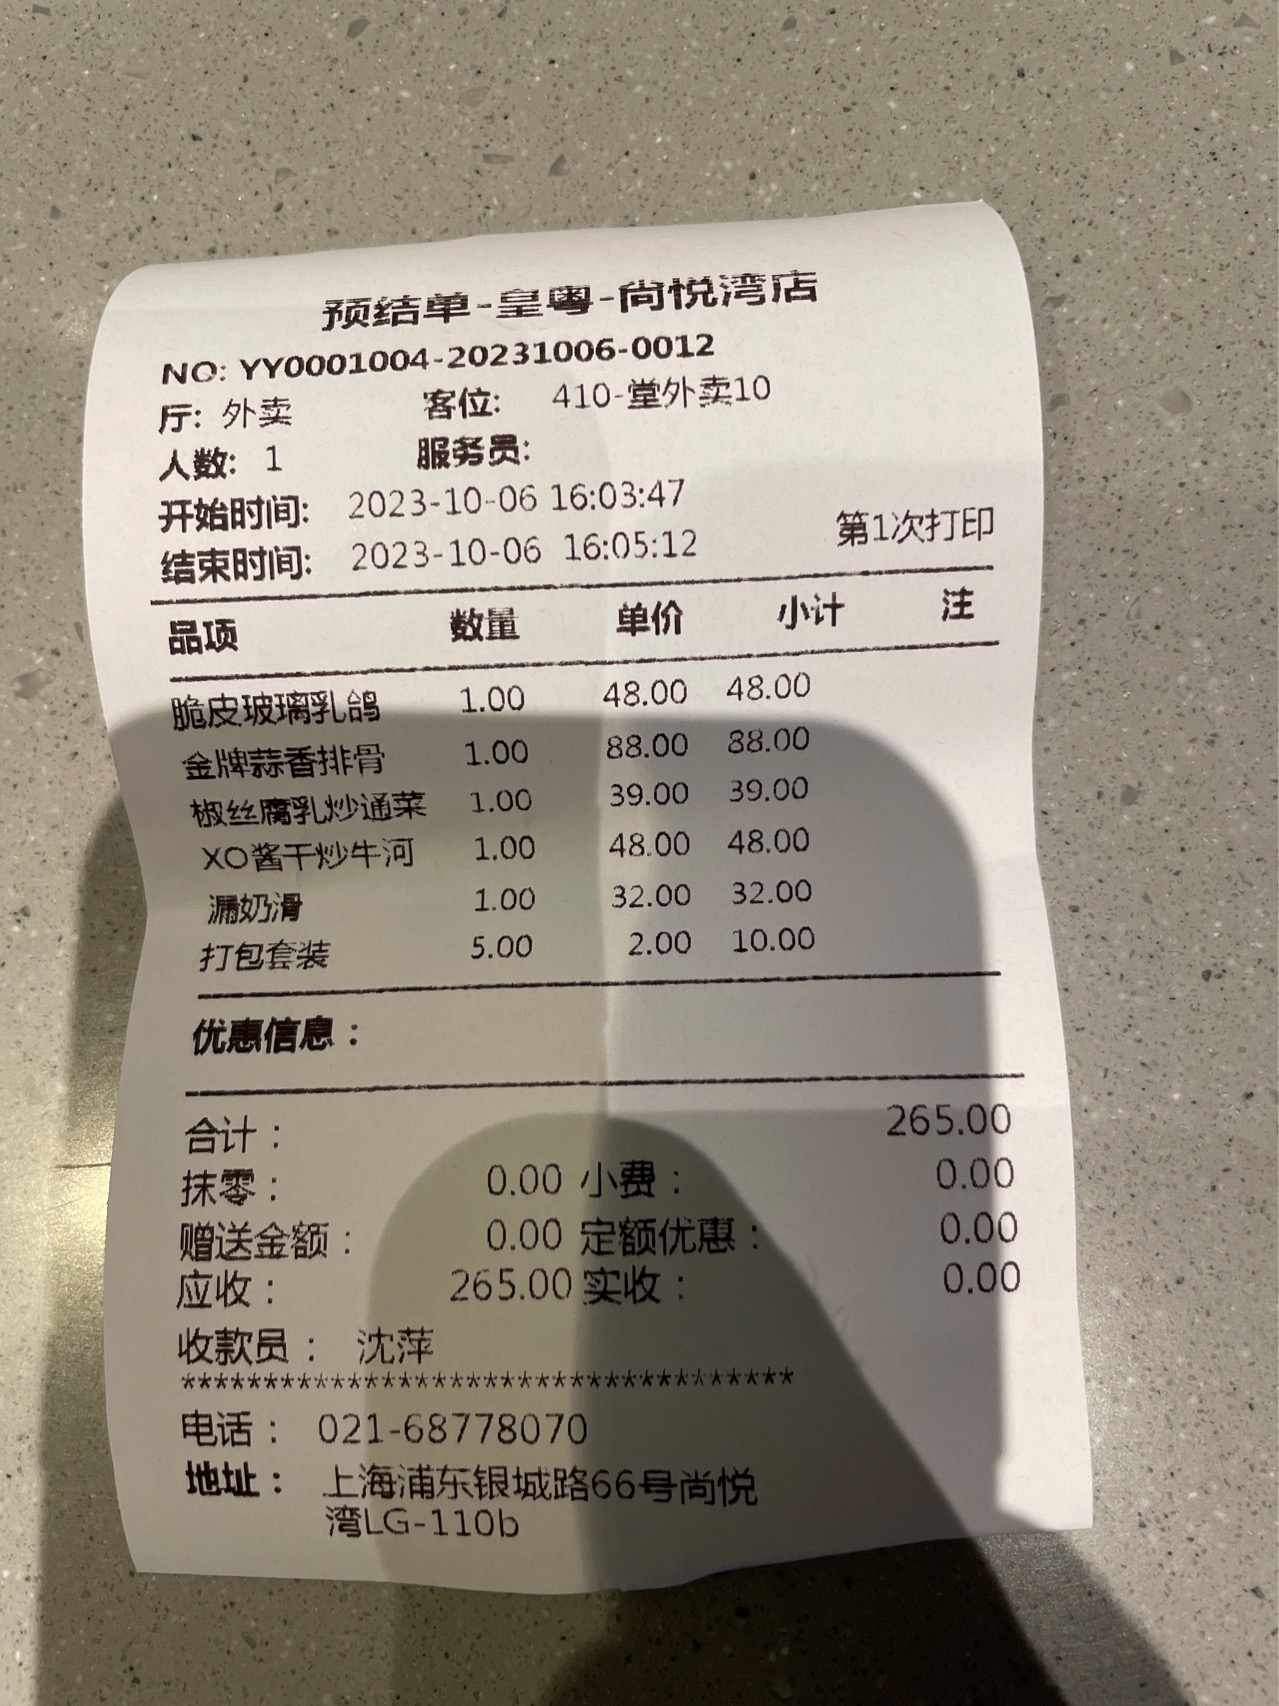 预结单-皇粤-尚悦湾店
NO: YY0001004-20231006-0012
厅: 外卖 客位: 410-堂外卖10
人数: 1 服务员:
开始时间: 2023-10-06 16:03:47
结束时间: 2023-10-06 16:05:12 第1次打印
品项 数量 单价 小计 注
脆皮玻璃乳鸽 1.00 48.00 48.00
金牌蒜香排骨 1.00 88.00 88.00
椒丝腐乳炒通菜 1.00 39.00 39.00
XO酱干炒牛河 1.00 48.00 48.00
漏奶滑 1.00 32.00 32.00
打包套装 5.00 2.00 10.00
优惠信息：
合计： 265.00
抹零： 0.00 小费： 0.00
赠送金额： 0.00 定额优惠： 0.00
应收： 265.00 实收： 0.00
收款员： 沈萍
*************************************
电话： 021-68778070
地址： 上海浦东银城路66号尚悦
湾LG-110b